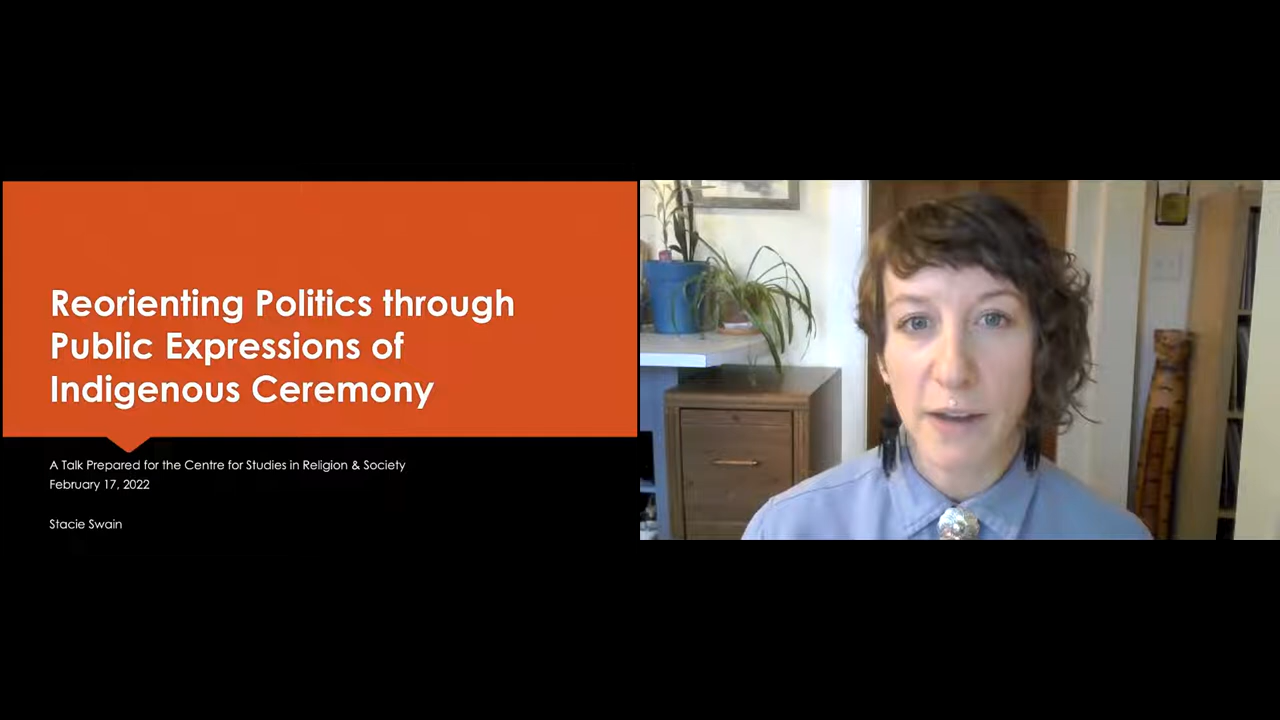 Reorienting Politics through
Public Expressions of
Indigenous Ceremony
A Talk Prepared for the Centre for Studies in Religion & Society
February 17, 2022
Stacie Swain